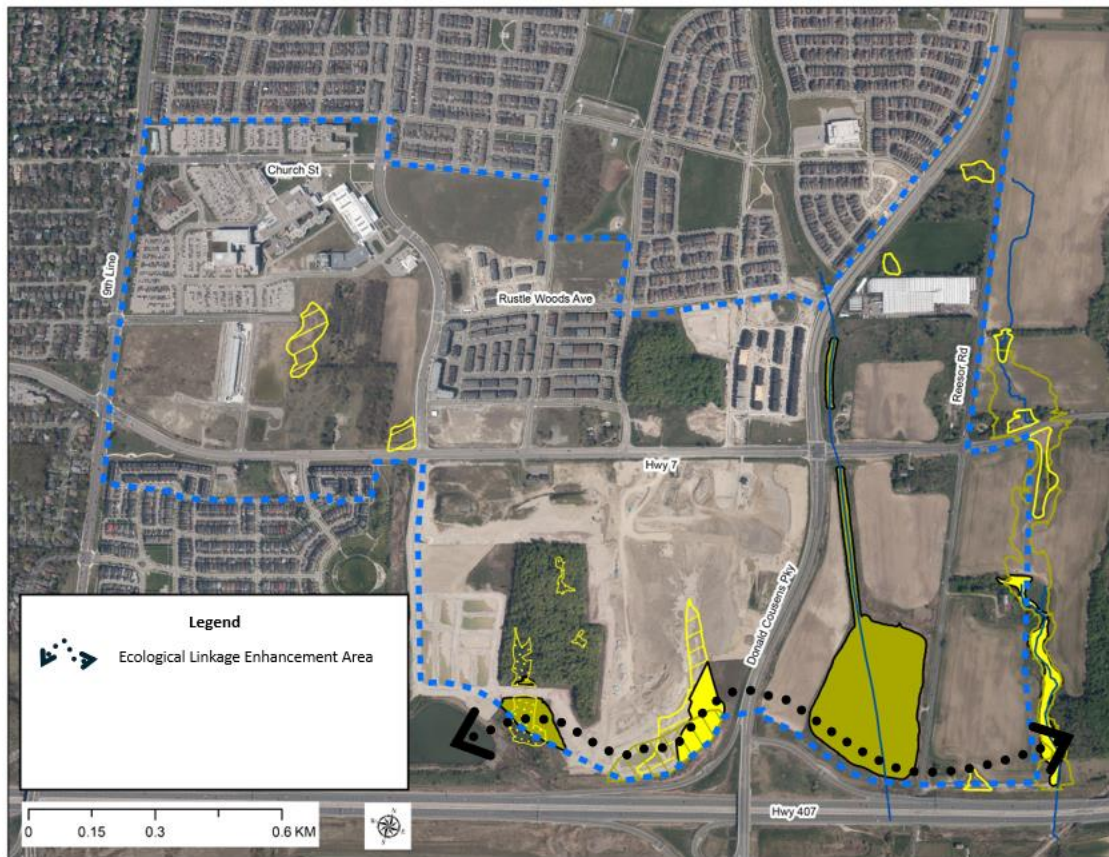 Church St
9th Line
Rustle Woods Ave
Reesor Rd
Hwy 7
Donald Cousens Pky
Legend
Ecological Linkage Enhancement Area
Hwy 407
0 0.15 0.3 0.6 KM
N
W E
S